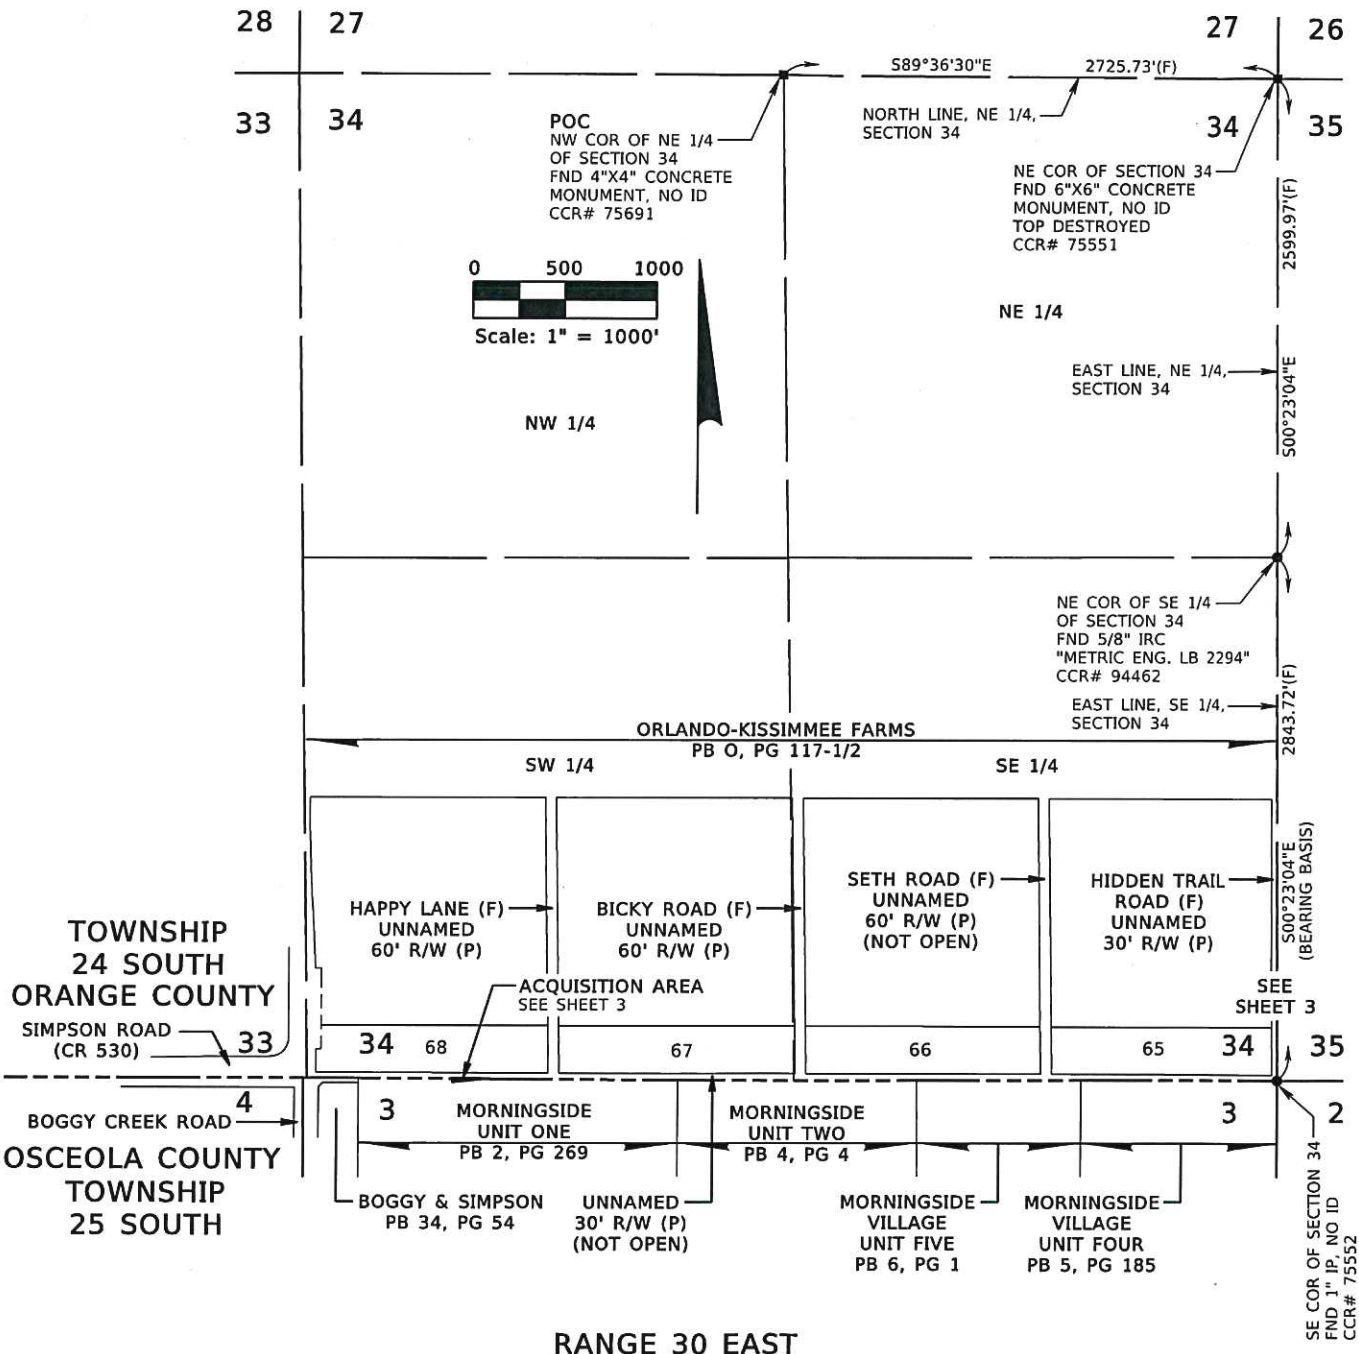 28 27
27 26
S89°36'30"E 2725.73'(F)
33 34
34 35
POC
NW COR OF NE 1/4
OF SECTION 34
FND 4"X4" CONCRETE
MONUMENT, NO ID
CCR# 75691
NORTH LINE, NE 1/4,
SECTION 34
NE COR OF SECTION 34
FND 6"X6" CONCRETE
MONUMENT, NO ID
TOP DESTROYED
CCR# 75551
2599.97'(F)
0 500 1000
Scale: 1" = 1000'
NE 1/4
EAST LINE, NE 1/4,
SECTION 34
S00°23'04"E
NW 1/4
NE COR OF SE 1/4
OF SECTION 34
FND 5/8" IRC
"METRIC ENG. LB 2294"
CCR# 94462
EAST LINE, SE 1/4,
SECTION 34
2843.72'(F)
ORLANDO-KISSIMMEE FARMS
PB O, PG 117-1/2
SW 1/4
SE 1/4
HAPPY LANE (F)
UNNAMED
60' R/W (P)
BICKY ROAD (F)
UNNAMED
60' R/W (P)
SETH ROAD (F)
UNNAMED
60' R/W (P)
(NOT OPEN)
HIDDEN TRAIL
ROAD (F)
UNNAMED
30' R/W (P)
S00°23'04"E
(BEARING BASIS)
TOWNSHIP
24 SOUTH
ORANGE COUNTY
ACQUISITION AREA
SEE SHEET 3
SEE
SHEET 3
SIMPSON ROAD
(CR 530)
33 34 68 67 66 65 34 35
4 3 3 2
BOGGY CREEK ROAD
MORNINGSIDE
UNIT ONE
PB 2, PG 269
MORNINGSIDE
UNIT TWO
PB 4, PG 4
OSCEOLA COUNTY
TOWNSHIP
25 SOUTH
BOGGY & SIMPSON
PB 34, PG 54
UNNAMED
30' R/W (P)
(NOT OPEN)
MORNINGSIDE
VILLAGE
UNIT FIVE
PB 6, PG 1
MORNINGSIDE
VILLAGE
UNIT FOUR
PB 5, PG 185
SE COR OF SECTION 34
FND 1" IP, NO ID
CCR# 75552
RANGE 30 EAST